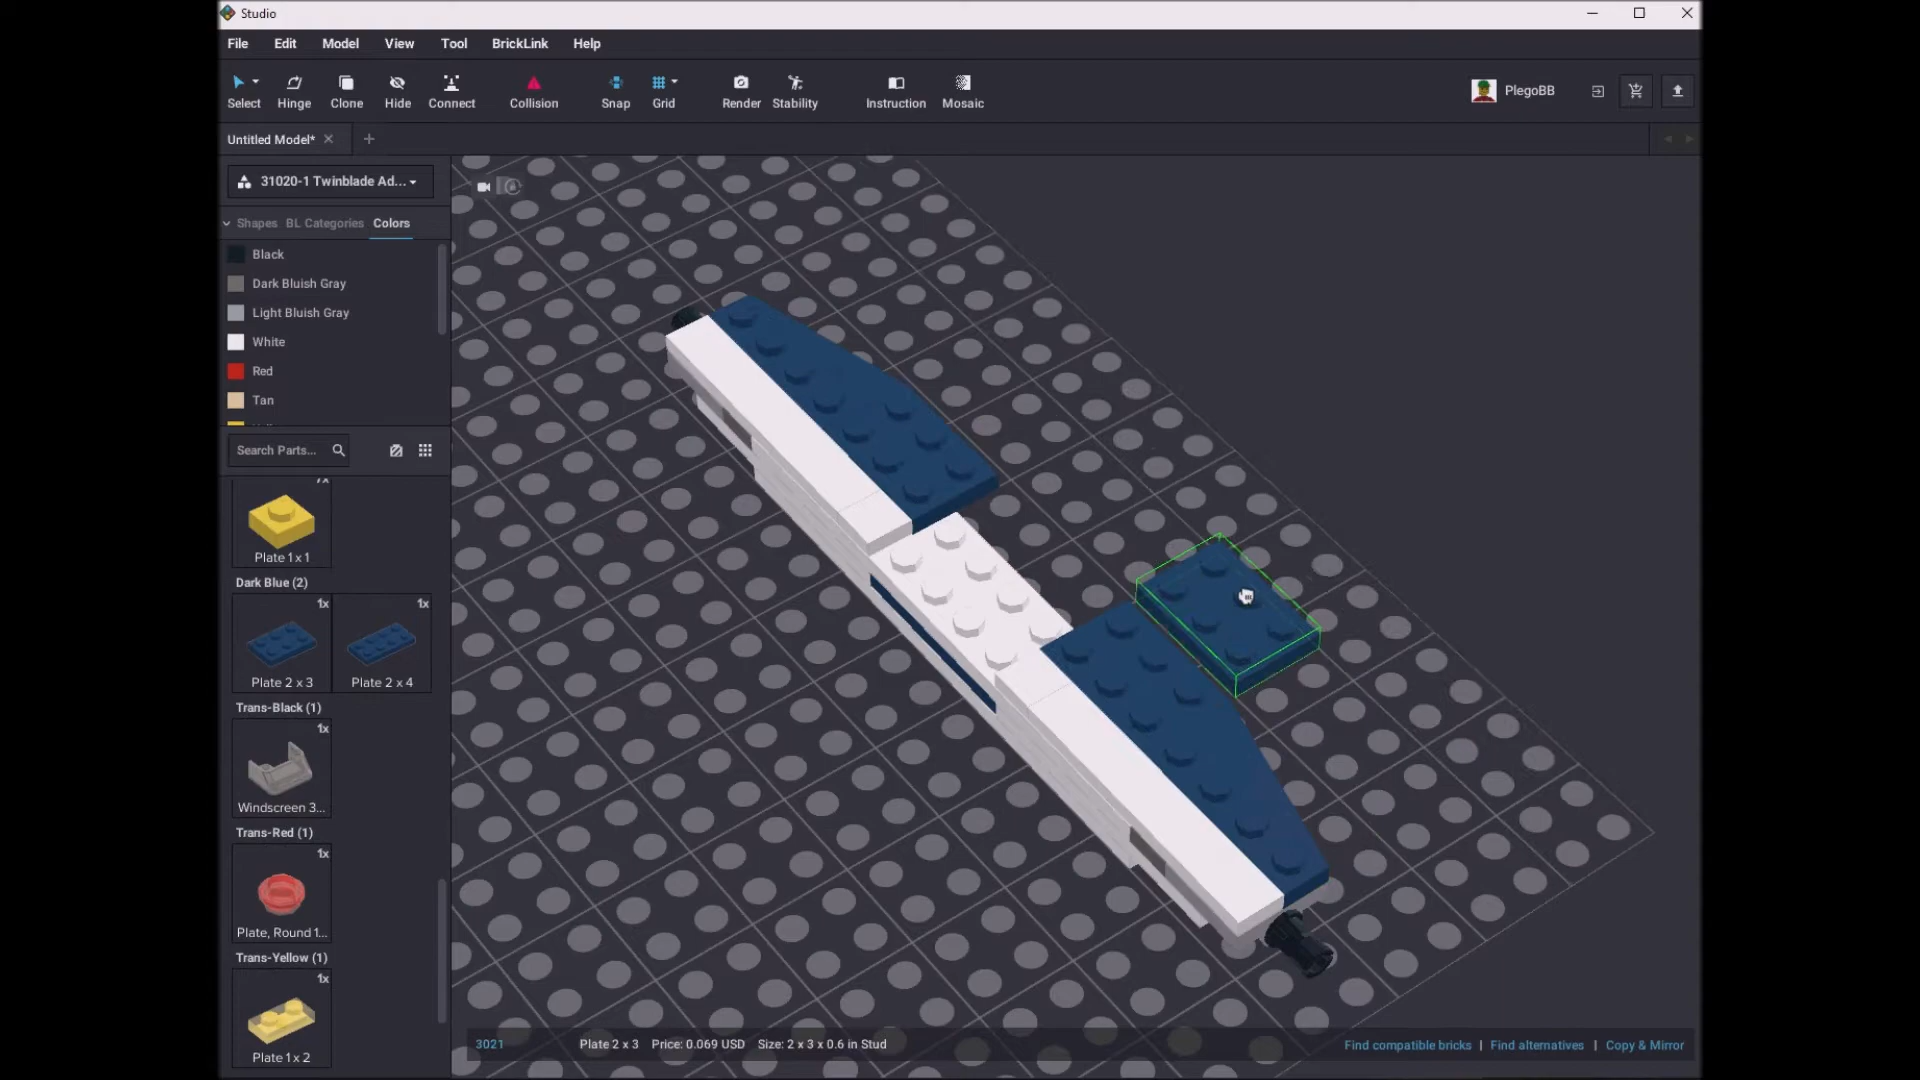 Studio
File Edit Model View Tool BrickLink Help
Select Hinge Clone Hide Connect Collision Snap Grid Render Stability Instruction Mosaic
PlegoBB
Untitled Model*
31020-1 Twinblade Ad...
Shapes BL Categories Colors
Black
Dark Bluish Gray
Light Bluish Gray
White
Red
Tan
Search Parts...
Plate 1 x 1
Dark Blue (2)
1x 1x
Plate 2 x 3 Plate 2 x 4
Trans-Black (1)
1x
Windscreen 3...
Trans-Red (1)
1x
Plate, Round 1...
Trans-Yellow (1)
1x
Plate 1 x 2
3021 Plate 2 x 3 Price: 0.069 USD Size: 2 x 3 x 0.6 in Stud
Find compatible bricks | Find alternatives | Copy & Mirror